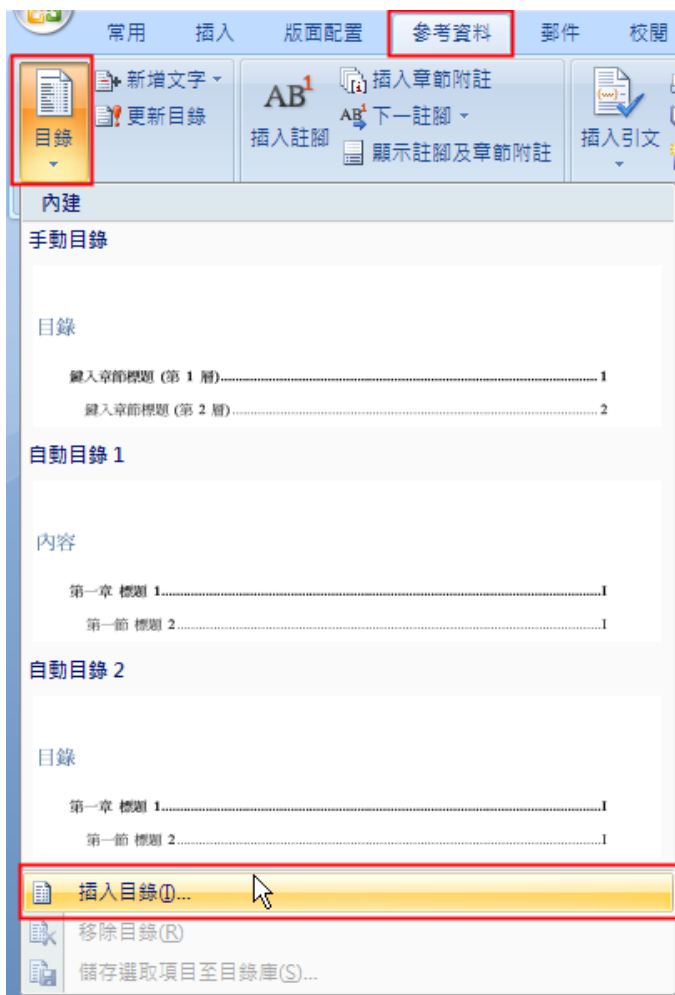 常用 插入 版面配置 參考資料 郵件 校閱
目錄
新增文字
更新目錄
AB1
插入註腳
插入章節附註
AB1 下一註腳
顯示註腳及章節附註
插入引文
內建
手動目錄
目錄
鍵入章節標題 (第 1 層)........................................1
鍵入章節標題 (第 2 層)........................................2
自動目錄 1
內容
第一章 標題 1........................................I
第一節 標題 2........................................I
自動目錄 2
目錄
第一章 標題 1........................................I
第一節 標題 2........................................I
插入目錄(I)...
移除目錄(R)
儲存選取項目至目錄庫(S)...